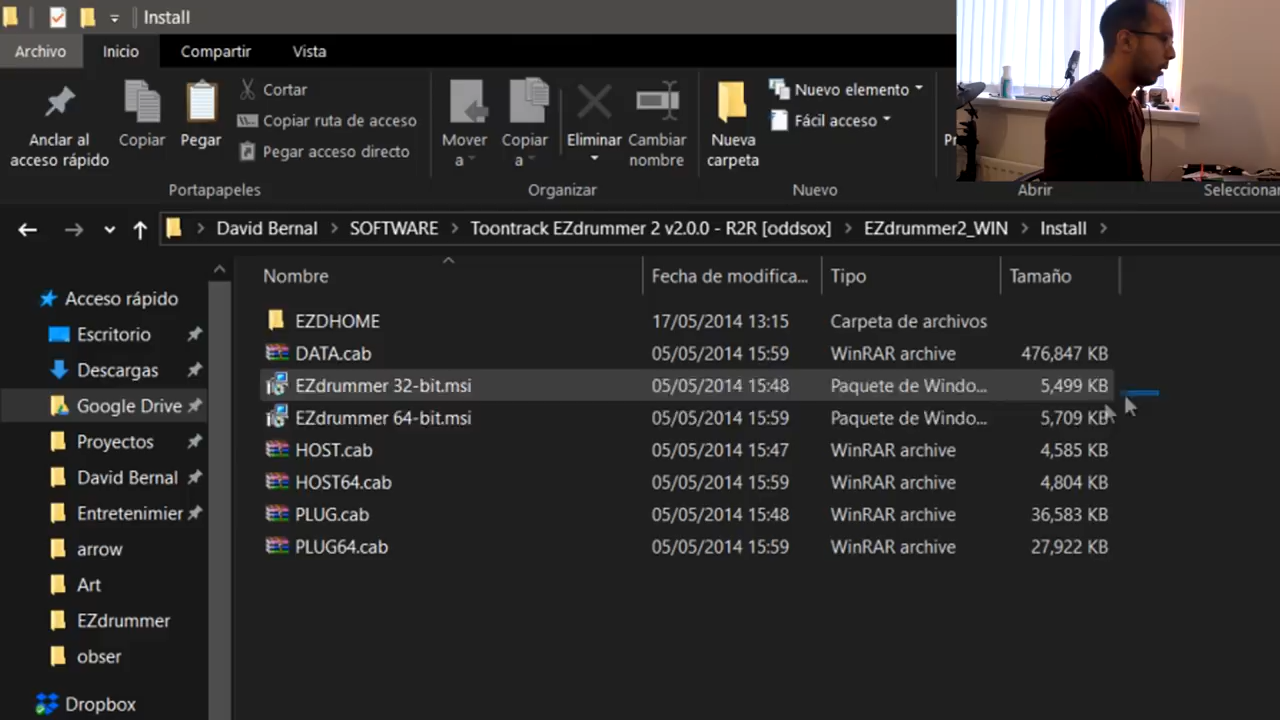 Install
Archivo Inicio Compartir Vista
Anclar al acceso rápido
Copiar
Pegar
Cortar
Copiar ruta de acceso
Pegar acceso directo
Portapapeles
Mover a
Copiar a
Eliminar
Cambiar nombre
Organizar
Nueva carpeta
Nuevo elemento
Fácil acceso
Nuevo
Abrir
Seleccionar
David Bernal > SOFTWARE > Toontrack EZdrummer 2 v2.0.0 - R2R [oddsox] > EZdrummer2_WIN > Install >
Nombre Fecha de modifica... Tipo Tamaño
EZDHOME 17/05/2014 13:15 Carpeta de archivos
DATA.cab 05/05/2014 15:59 WinRAR archive 476,847 KB
EZdrummer 32-bit.msi 05/05/2014 15:48 Paquete de Windo... 5,499 KB
EZdrummer 64-bit.msi 05/05/2014 15:59 Paquete de Windo... 5,709 KB
HOST.cab 05/05/2014 15:47 WinRAR archive 4,585 KB
HOST64.cab 05/05/2014 15:59 WinRAR archive 4,804 KB
PLUG.cab 05/05/2014 15:48 WinRAR archive 36,583 KB
PLUG64.cab 05/05/2014 15:59 WinRAR archive 27,922 KB
Acceso rápido
Escritorio
Descargas
Google Drive
Proyectos
David Bernal
Entretenimier
arrow
Art
EZdrummer
obser
Dropbox